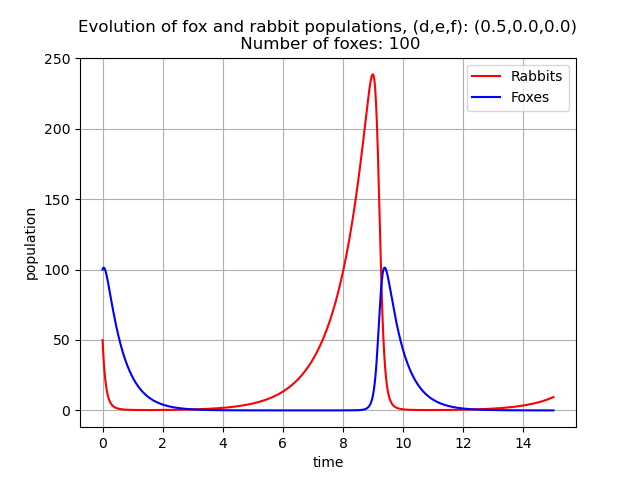 Evolution of fox and rabbit populations, (d,e,f): (0.5,0.0,0.0)
Number of foxes: 100
Rabbits
Foxes
population
250
200
150
100
50
0
0 2 4 6 8 10 12 14
time